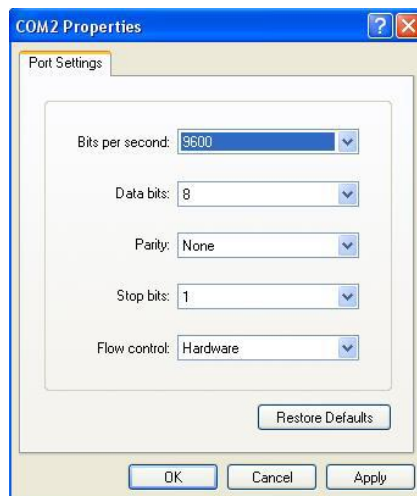 COM2 Properties
Port Settings
Bits per second: 9600
Data bits: 8
Parity: None
Stop bits: 1
Flow control: Hardware
Restore Defaults
OK Cancel Apply